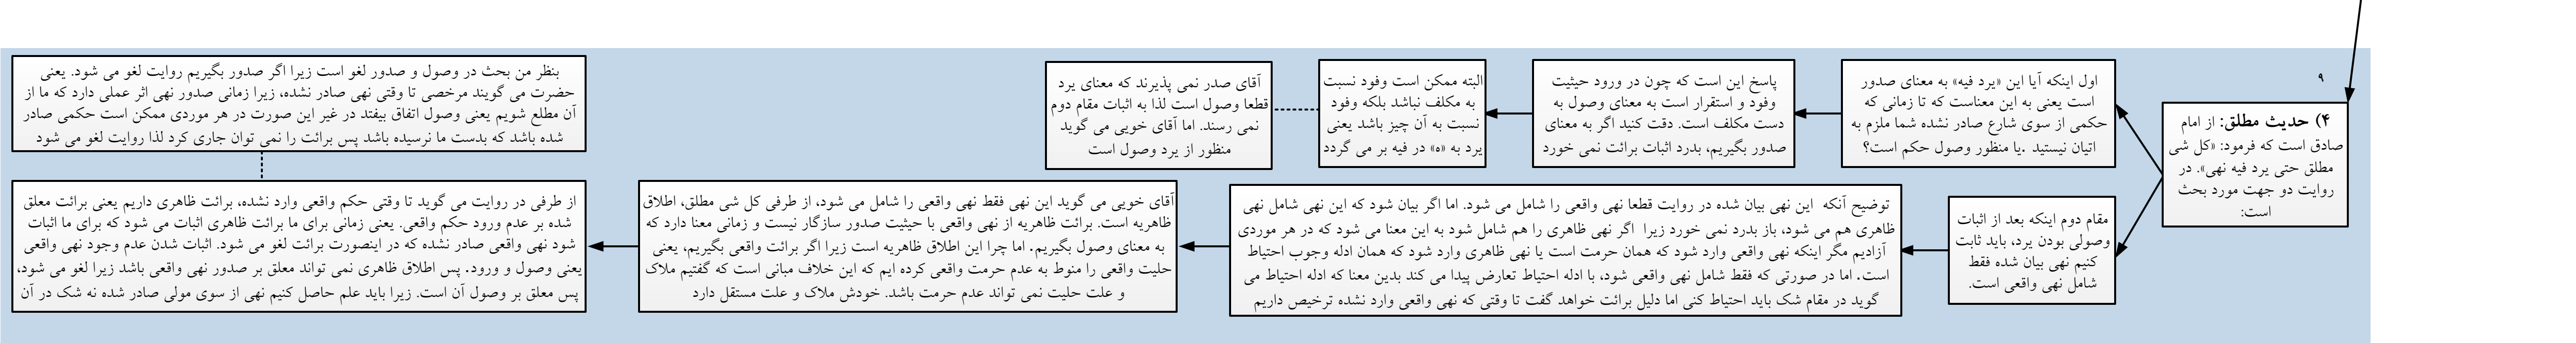 ۹
۴) حدیث مطلق: از امام
صادق است که فرمود: «کل شی
مطلق حتی یرد فیه نهی». در
روایت دو جهت مورد بحث
است:
اول اینکه آیا این «یرد فیه» به معنای صدور
است یعنی به این معناست که تا زمانی که
حکمی از سوی شارع صادر نشده شما ملزم به
اتیان نیستید .یا منظور وصول حکم است؟
پاسخ این است که چون در ورود حیثیت
وفود و استقرار است به معنای وصول به
دست مکلف است. دقت کنید اگر به معنای
صدور بگیریم، بدرد اثبات برائت نمی خورد
البته ممکن است وفود نسبت
به مکلف نباشد بلکه وفود
نسبت به آن چیز باشد یعنی
یرد به «ه» در فیه بر می گردد
آقای صدر نمی پذیرند که معنای یرد
قطعا وصول است لذا به اثبات مقام دوم
نمی رسند. اما آقای خویی می گوید
منظور از یرد وصول است
مقام دوم اینکه بعد از اثبات
وصولی بودن یرد، باید ثابت
کنیم نهی بیان شده فقط
شامل نهی واقعی است.
توضیح آنکه این نهی بیان شده در روایت قطعا نهی واقعی را شامل می شود. اما اگر بیان شود که این نهی شامل نهی
ظاهری هم می شود، باز بدرد نمی خورد زیرا اگر نهی ظاهری را هم شامل شود به این معنا می شود که در هر موردی
آزادیم مگر اینکه نهی واقعی وارد شود که همان حرمت است یا نهی ظاهری وارد شود که همان ادله وجوب احتیاط
است. اما در صورتی که فقط شامل نهی واقعی شود، با ادله احتیاط تعارض پیدا می کند بدین معنا که ادله احتیاط می
گوید در مقام شک باید احتیاط کنی اما دلیل برائت خواهد گفت تا وقتی که نهی واقعی وارد نشده ترخیص داریم
آقای خویی می گوید این نهی فقط نهی واقعی را شامل می شود، از طرفی کل شی مطلق، اطلاق
ظاهریه است. برائت ظاهریه از نهی واقعی با حیثیت صدور سازگار نیست و زمانی معنا دارد که
به معنای وصول بگیریم. اما چرا این اطلاق ظاهریه است زیرا اگر برائت واقعی بگیریم، یعنی
حلیت واقعی را منوط به عدم حرمت واقعی کرده ایم که این خلاف مبانی است که گفتیم ملاک
و علت حلیت نمی تواند عدم حرمت باشد. خودش ملاک و علت مستقل دارد
از طرفی در روایت می گوید تا وقتی حکم واقعی وارد نشده، برائت ظاهری داریم یعنی برائت معلق
شده بر عدم ورود حکم واقعی. یعنی زمانی برای ما برائت ظاهری اثبات می شود که برای ما اثبات
شود نهی واقعی صادر نشده که در اینصورت برائت لغو می شود. اثبات شدن عدم وجود نهی واقعی
یعنی وصول و ورود. پس اطلاق ظاهری نمی تواند معلق بر صدور نهی واقعی باشد زیرا لغو می شود،
پس معلق بر وصول آن است. زیرا باید علم حاصل کنیم نهی از سوی مولی صادر شده نه شک در آن
بنظر من بحث در وصول و صدور لغو است زیرا اگر صدور بگیریم روایت لغو می شود. یعنی
حضرت می گویند مرخصی تا وقتی نهی صادر نشده، زیرا زمانی صدور نهی اثر عملی دارد که ما از
آن مطلع شویم یعنی وصول اتفاق بیفتد در غیر این صورت در هر موردی ممکن است حکمی صادر
شده باشد که بدست ما نرسیده باشد پس برائت را نمی توان جاری کرد لذا روایت لغو می شود